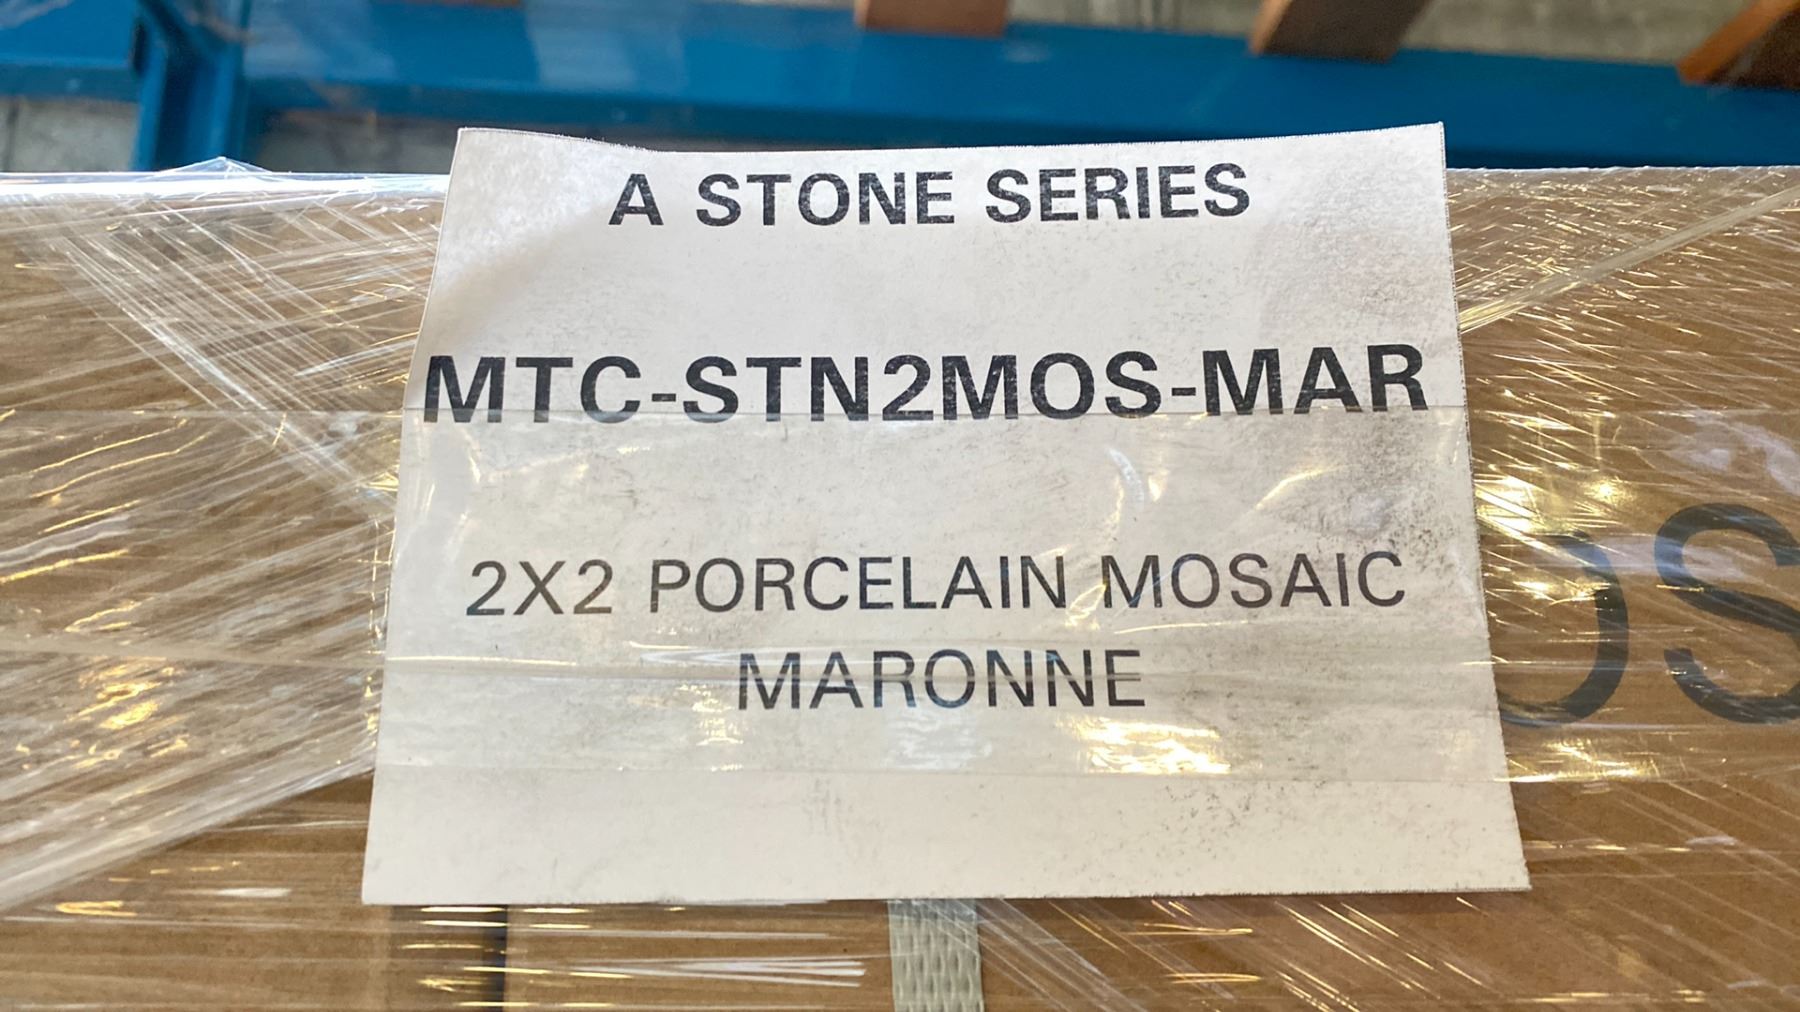 A STONE SERIES
MTC-STN2MOS-MAR
2X2 PORCELAIN MOSAIC
MARONNE